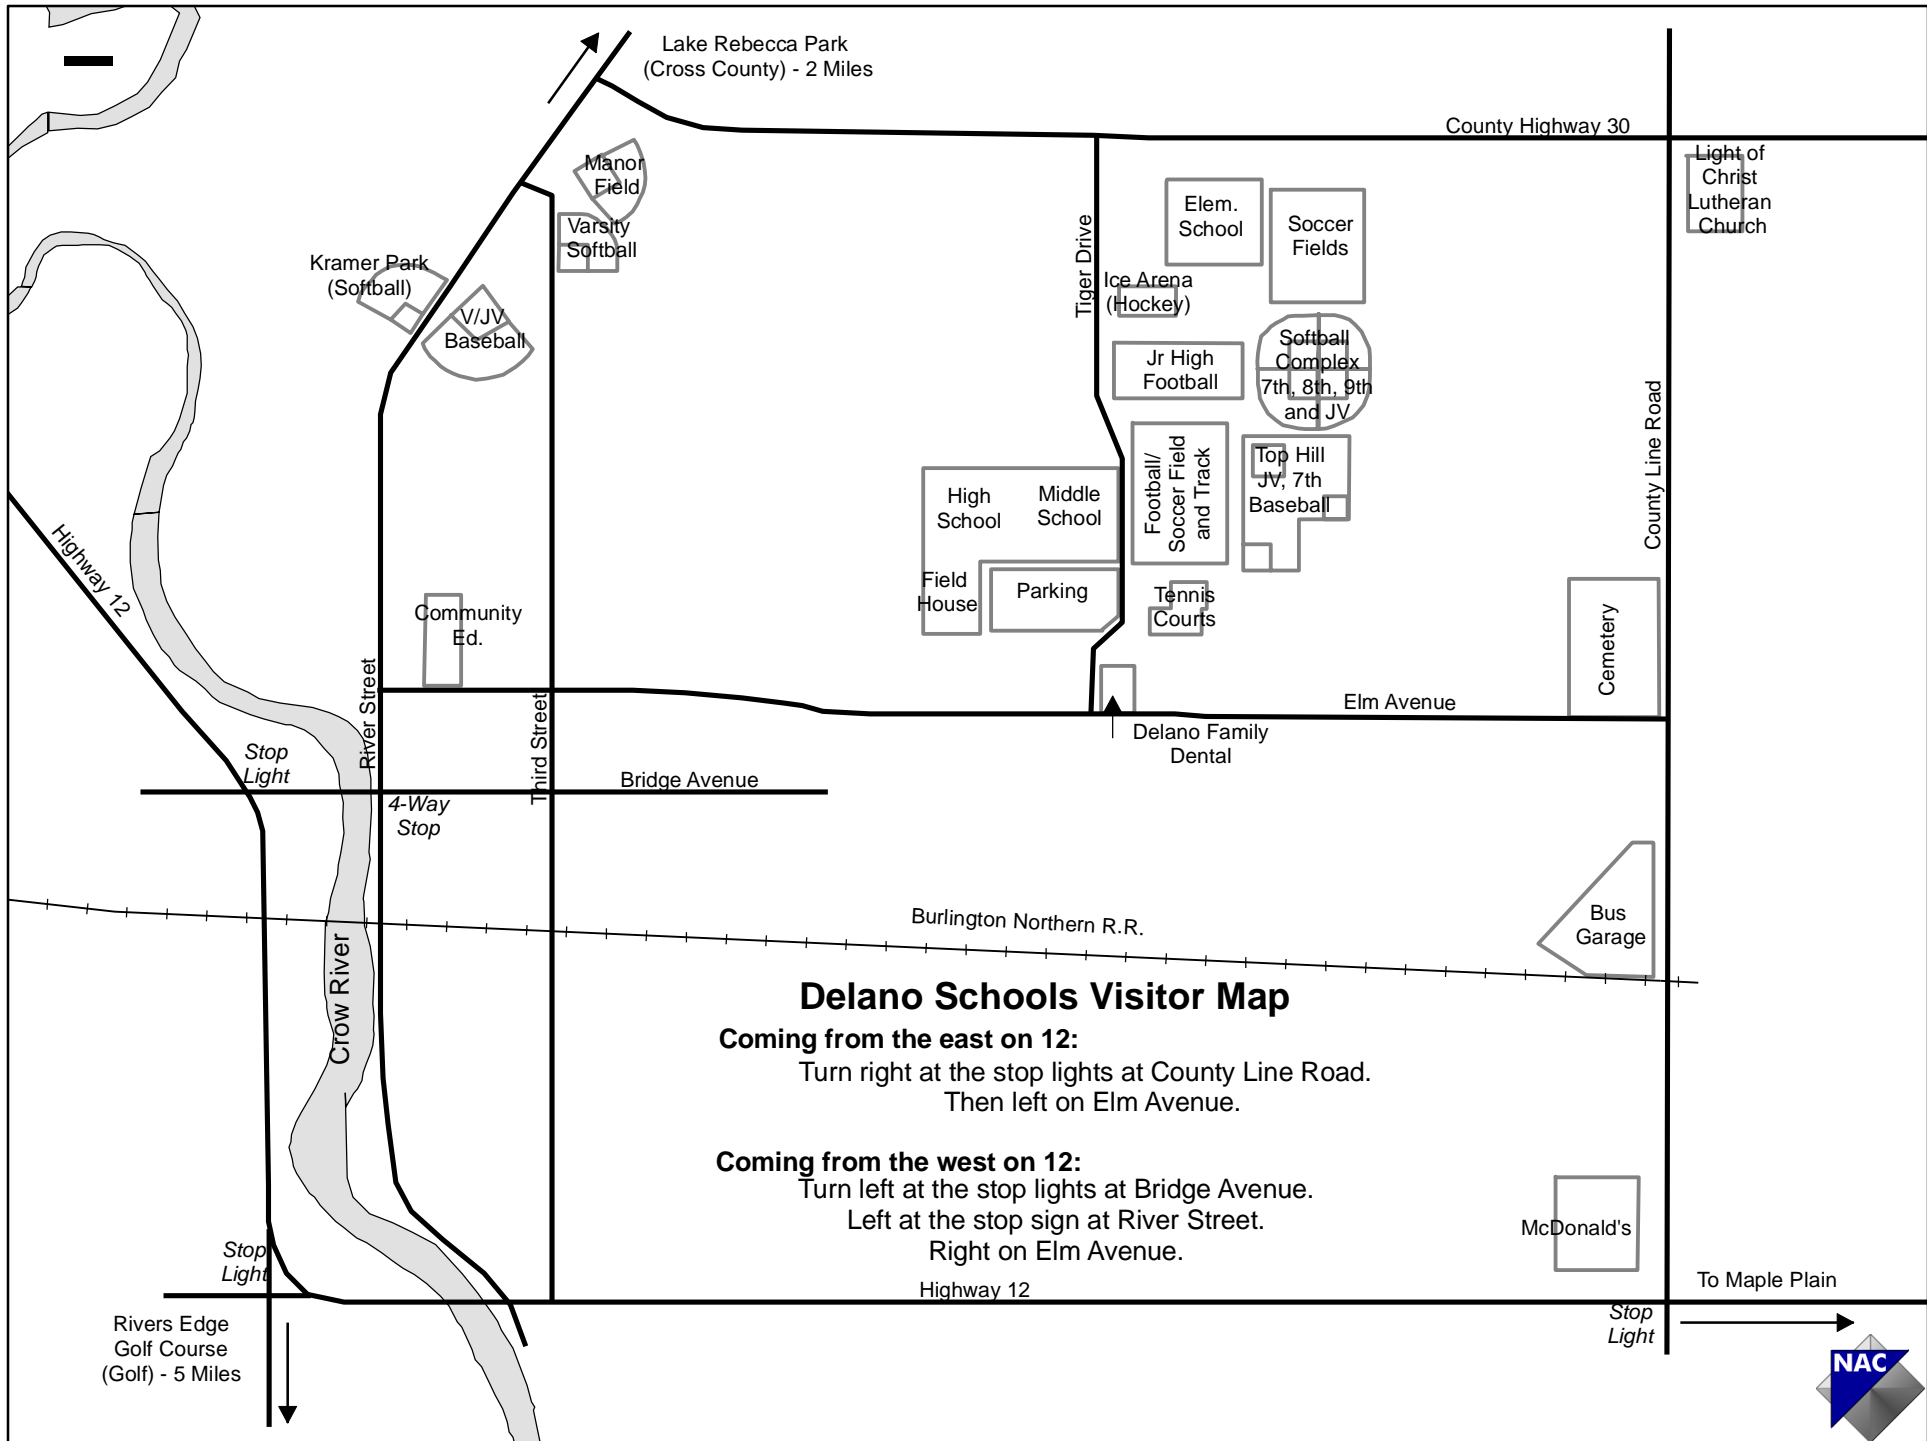 Lake Rebecca Park
(Cross County) - 2 Miles
County Highway 30
Manor
Field
Light of
Christ
Lutheran
Church
Varsity
Softball
Elem.
School
Soccer
Fields
Tiger Drive
Kramer Park
(Softball)
Ice Arena
(Hockey)
V/JV
Baseball
Softball
Complex
7th, 8th, 9th
and JV
Jr High
Football
County Line Road
Football/
Soccer Field
and Track
Top Hill
JV, 7th
Baseball
High
School
Middle
School
Highway 12
Field
House
Parking
Tennis
Courts
Community
Ed.
Cemetery
River Street
Third Street
Elm Avenue
Delano Family
Dental
Stop
Light
Bridge Avenue
4-Way
Stop
Bus
Garage
Burlington Northern R.R.
Crow River
Delano Schools Visitor Map
Coming from the east on 12:
Turn right at the stop lights at County Line Road.
Then left on Elm Avenue.
Coming from the west on 12:
Turn left at the stop lights at Bridge Avenue.
Left at the stop sign at River Street.
Right on Elm Avenue.
McDonald's
Stop
Light
Highway 12
To Maple Plain
Stop
Light
Rivers Edge
Golf Course
(Golf) - 5 Miles
NAC